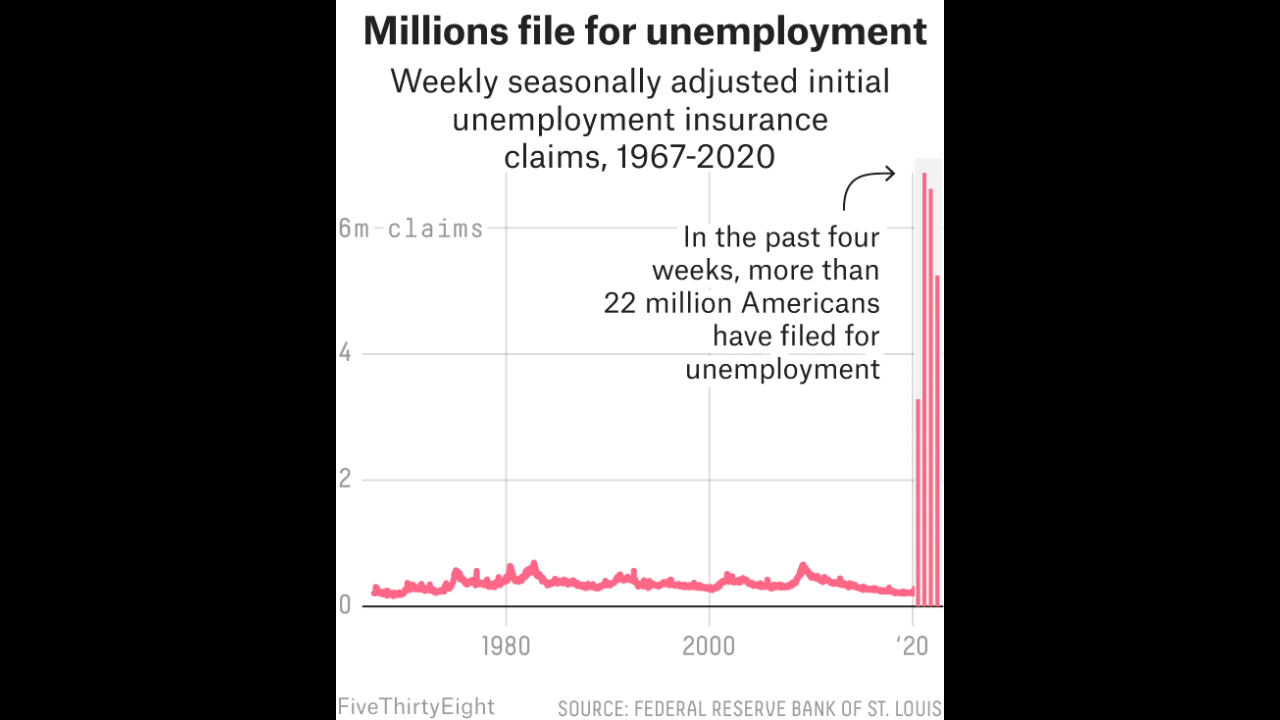 Millions file for unemployment
Weekly seasonally adjusted initial
unemployment insurance
claims, 1967-2020
6m claims
In the past four
weeks, more than
22 million Americans
have filed for
unemployment
4
2
0
1980
2000
'20
FiveThirtyEight
SOURCE: FEDERAL RESERVE BANK OF ST. LOUIS